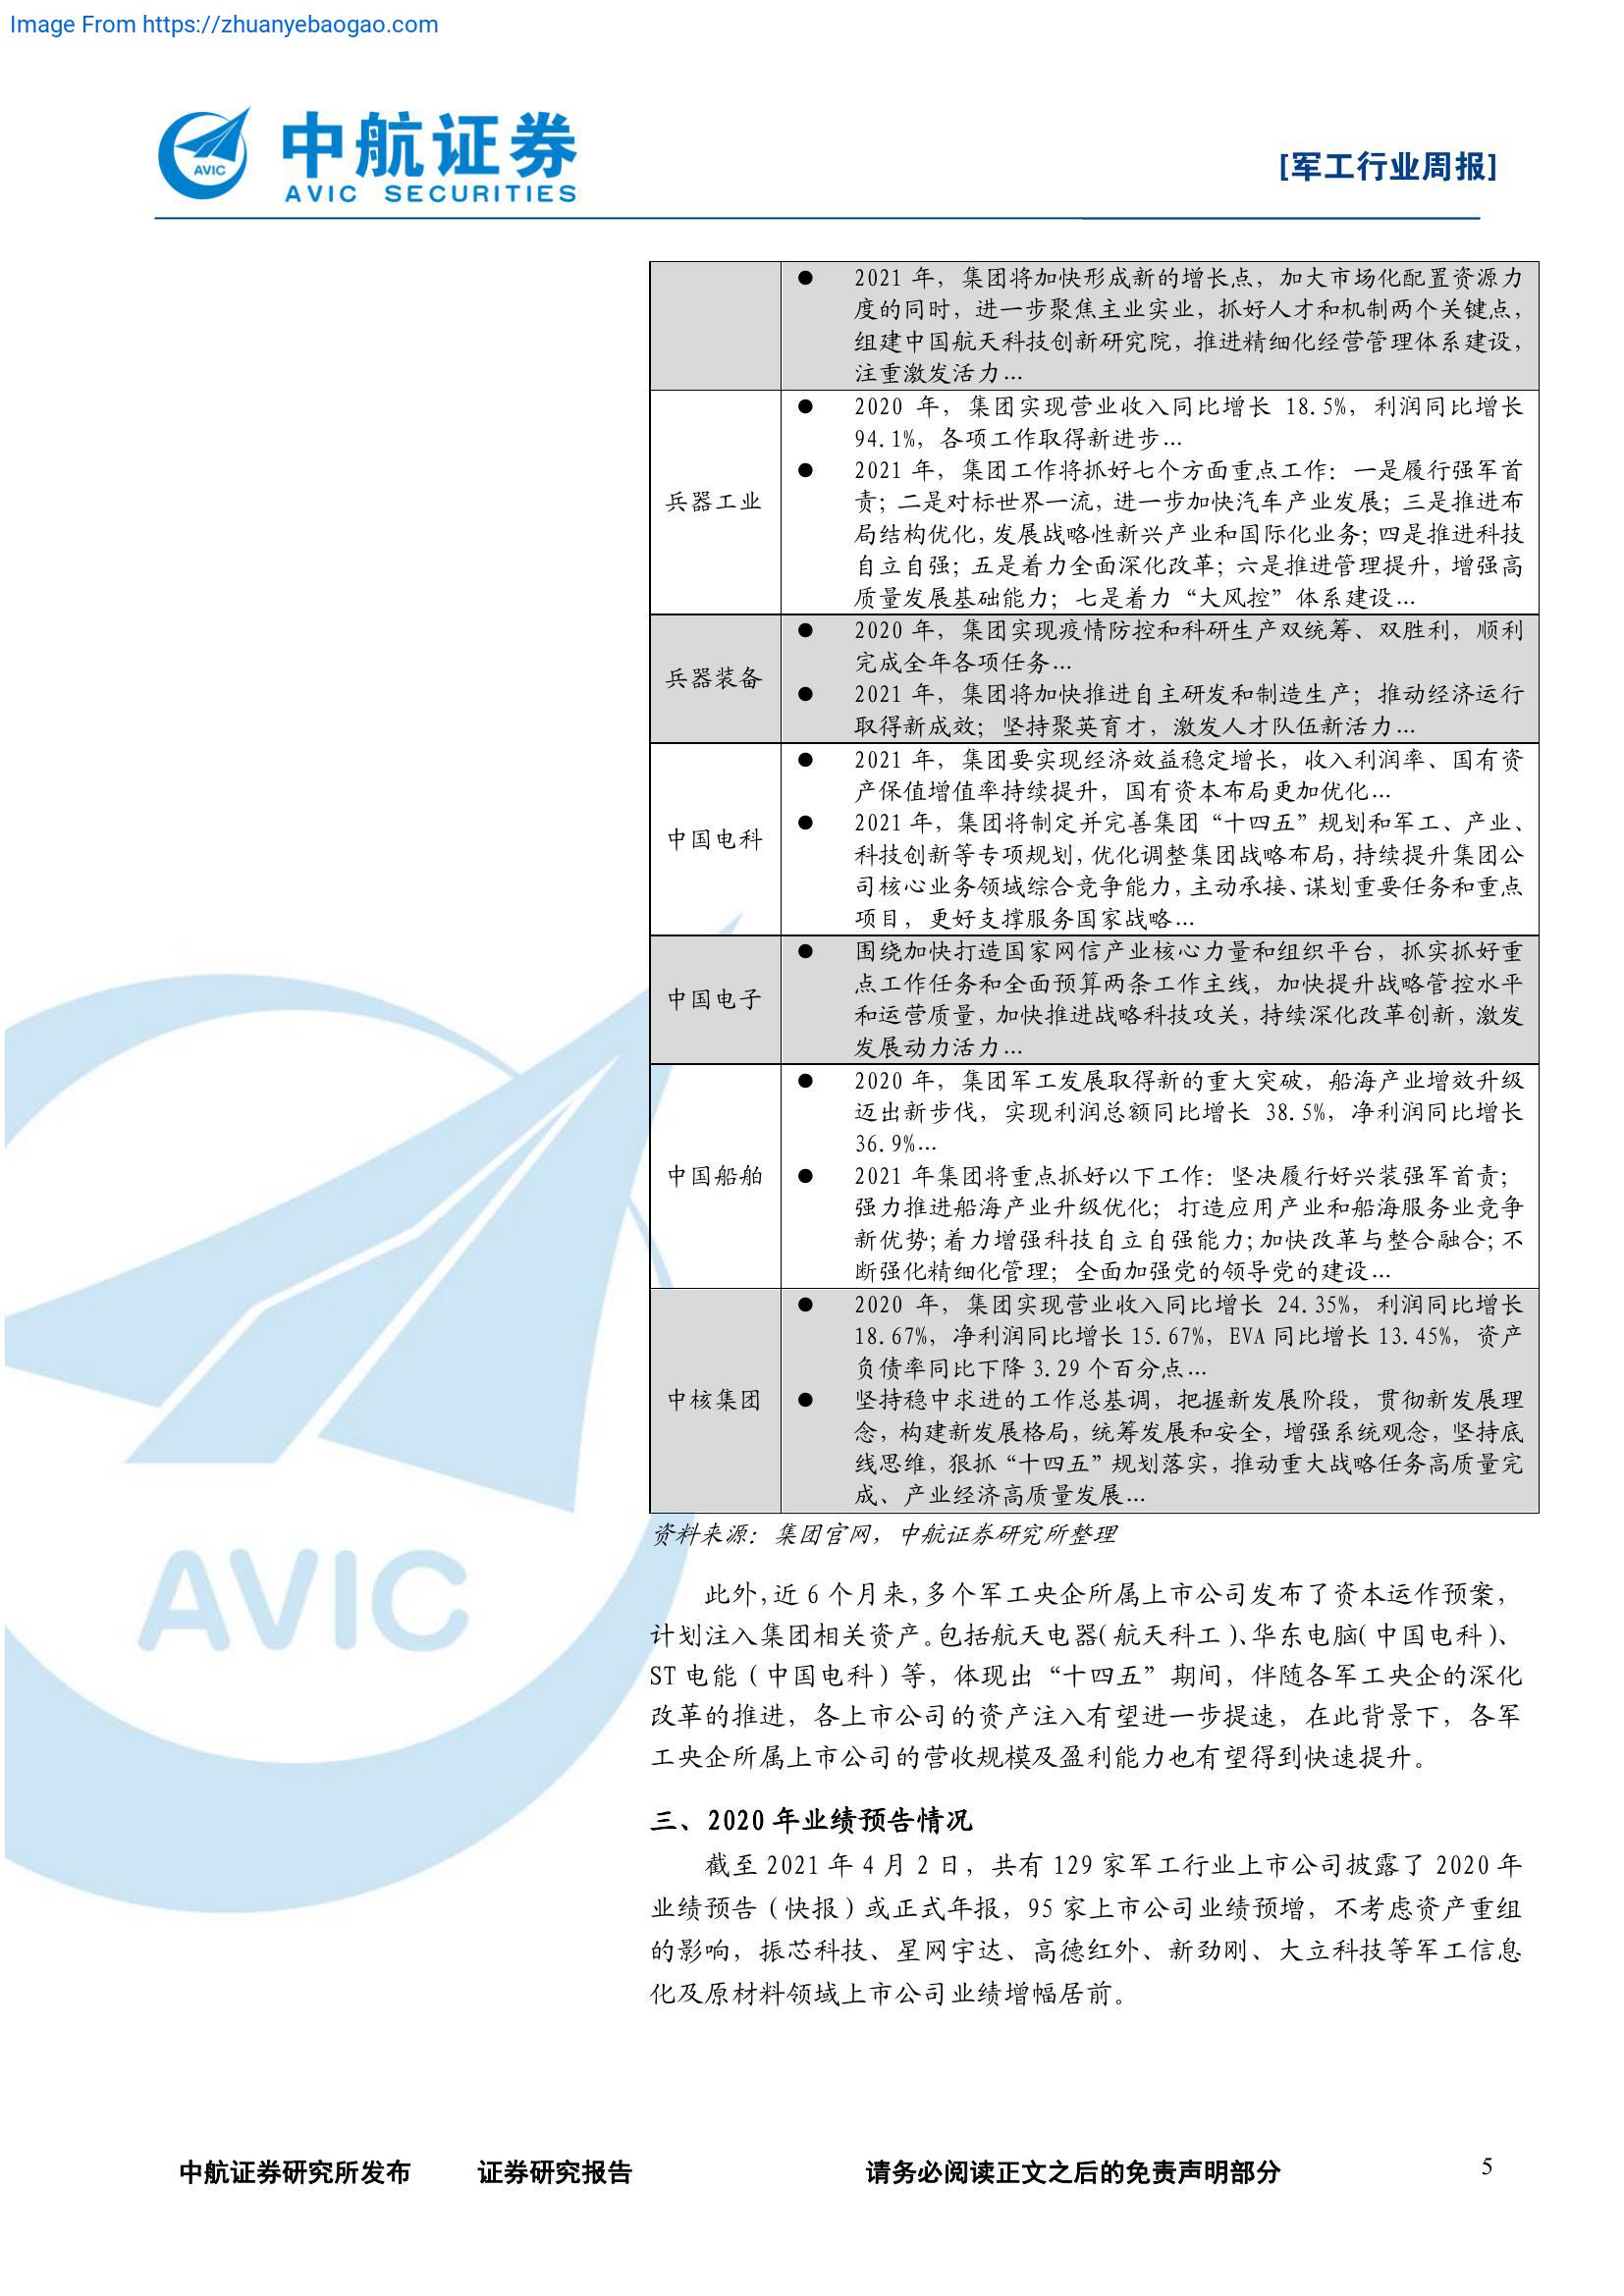 Image From https://zhuanyebaogao.com
中航证券
AVIC SECURITIES
AVIC
[军工行业周报]
● 2021 年，集团将加快形成新的增长点，加大市场化配置资源力
度的同时，进一步聚焦主业实业，抓好人才和机制两个关键点，
组建中国航天科技创新研究院，推进精细化经营管理体系建设，
注重激发活力…
兵器工业
● 2020 年，集团实现营业收入同比增长 18.5%，利润同比增长
94.1%，各项工作取得新进步…
● 2021 年，集团工作将抓好七个方面重点工作：一是履行强军首
责；二是对标世界一流，进一步加快汽车产业发展；三是推进布
局结构优化，发展战略性新兴产业和国际化业务；四是推进科技
自立自强；五是着力全面深化改革；六是推进管理提升，增强高
质量发展基础能力；七是着力“大风控”体系建设…
兵器装备
● 2020 年，集团实现疫情防控和科研生产双统筹、双胜利，顺利
完成全年各项任务…
● 2021 年，集团将加快推进自主研发和制造生产；推动经济运行
取得新成效；坚持聚英育才，激发人才队伍新活力…
中国电科
● 2021 年，集团要实现经济效益稳定增长，收入利润率、国有资
产保值增值率持续提升，国有资本布局更加优化…
● 2021 年，集团将制定并完善集团“十四五”规划和军工、产业、
科技创新等专项规划，优化调整集团战略布局，持续提升集团公
司核心业务领域综合竞争能力，主动承接、谋划重要任务和重点
项目，更好支撑服务国家战略…
中国电子
● 围绕加快打造国家网信产业核心力量和组织平台，抓实抓好重
点工作任务和全面预算两条工作主线，加快提升战略管控水平
和运营质量，加快推进战略科技攻关，持续深化改革创新，激发
发展动力活力…
中国船舶
● 2020 年，集团军工发展取得新的重大突破，船海产业增效升级
迈出新步伐，实现利润总额同比增长 38.5%，净利润同比增长
36.9%…
● 2021 年集团将重点抓好以下工作：坚决履行好兴装强军首责；
强力推进船海产业升级优化；打造应用产业和船海服务业竞争
新优势；着力增强科技自立自强能力；加快改革与整合融合；不
断强化精细化管理；全面加强党的领导党的建设…
中核集团
● 2020 年，集团实现营业收入同比增长 24.35%，利润同比增长
18.67%，净利润同比增长 15.67%，EVA 同比增长 13.45%，资产
负债率同比下降 3.29 个百分点…
● 坚持稳中求进的工作总基调，把握新发展阶段，贯彻新发展理
念，构建新发展格局，统筹发展和安全，增强系统观念，坚持底
线思维，狠抓“十四五”规划落实，推动重大战略任务高质量完
成、产业经济高质量发展…
资料来源：集团官网，中航证券研究所整理
AVIC
此外，近 6 个月来，多个军工央企所属上市公司发布了资本运作预案，
计划注入集团相关资产。包括航天电器（航天科工）、华东电脑（中国电科）、
ST 电能（中国电科）等，体现出“十四五”期间，伴随各军工央企的深化
改革的推进，各上市公司的资产注入有望进一步提速，在此背景下，各军
工央企所属上市公司的营收规模及盈利能力也有望得到快速提升。
三、2020 年业绩预告情况
截至 2021 年 4 月 2 日，共有 129 家军工行业上市公司披露了 2020 年
业绩预告（快报）或正式年报，95 家上市公司业绩预增，不考虑资产重组
的影响，振芯科技、星网宇达、高德红外、新劲刚、大立科技等军工信息
化及原材料领域上市公司业绩增幅居前。
中航证券研究所发布 证券研究报告 请务必阅读正文之后的免责声明部分 5